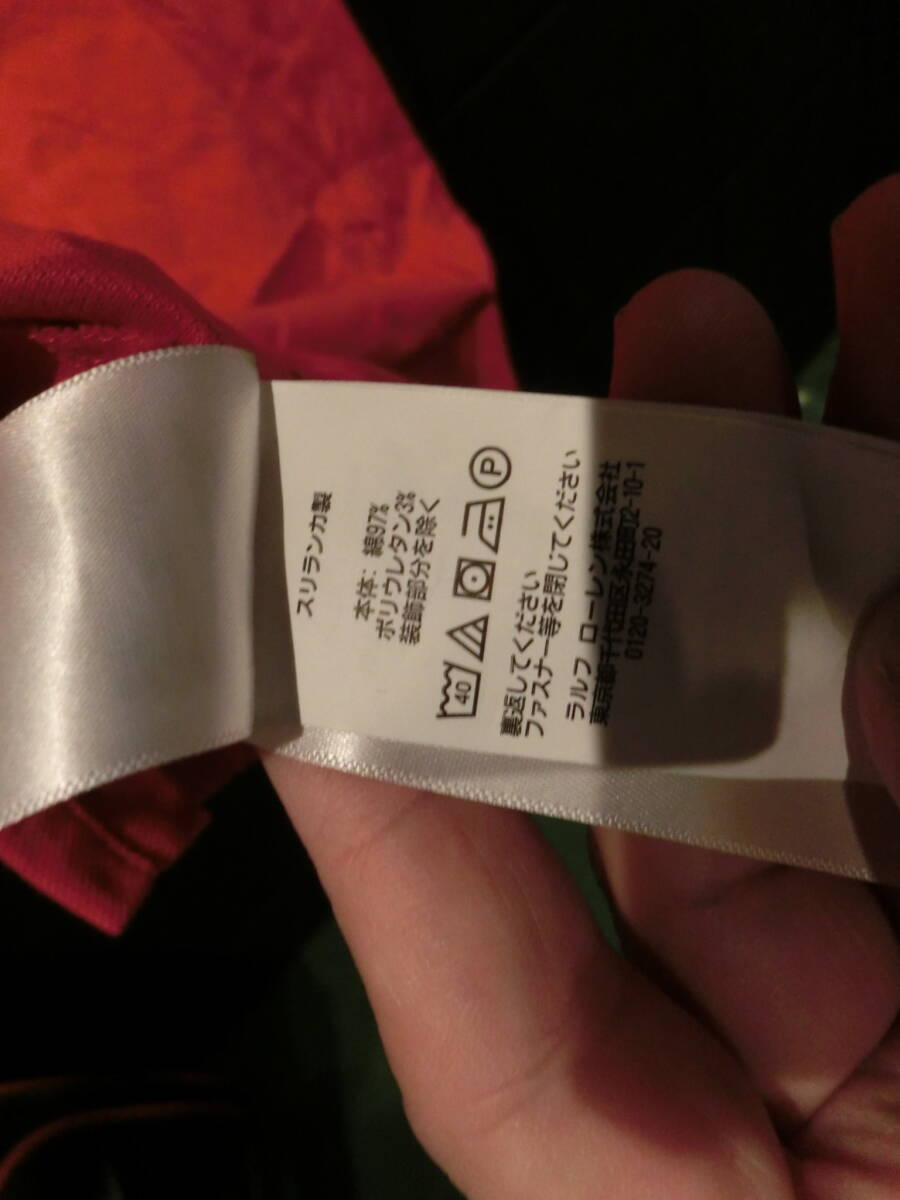 スリランカ製
本体: 綿97%
ポリウレタン3%
装飾部分を除く
40 P
裏返してください
ファスナー等を閉じてください
ラルフ ローレン株式会社
東京都千代田区永田町2-10-1
0120-3274-20